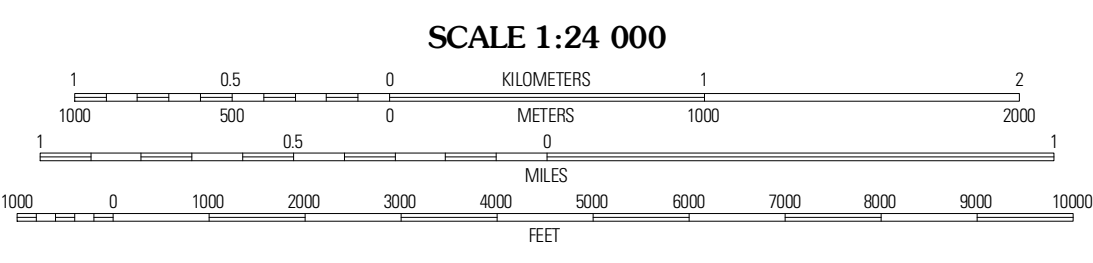 SCALE 1:24 000
1 0.5 0 KILOMETERS 1 2
1000 500 0 METERS 1000 2000
1 0.5 0 1
MILES
1000 0 1000 2000 3000 4000 5000 6000 7000 8000 9000 10000
FEET